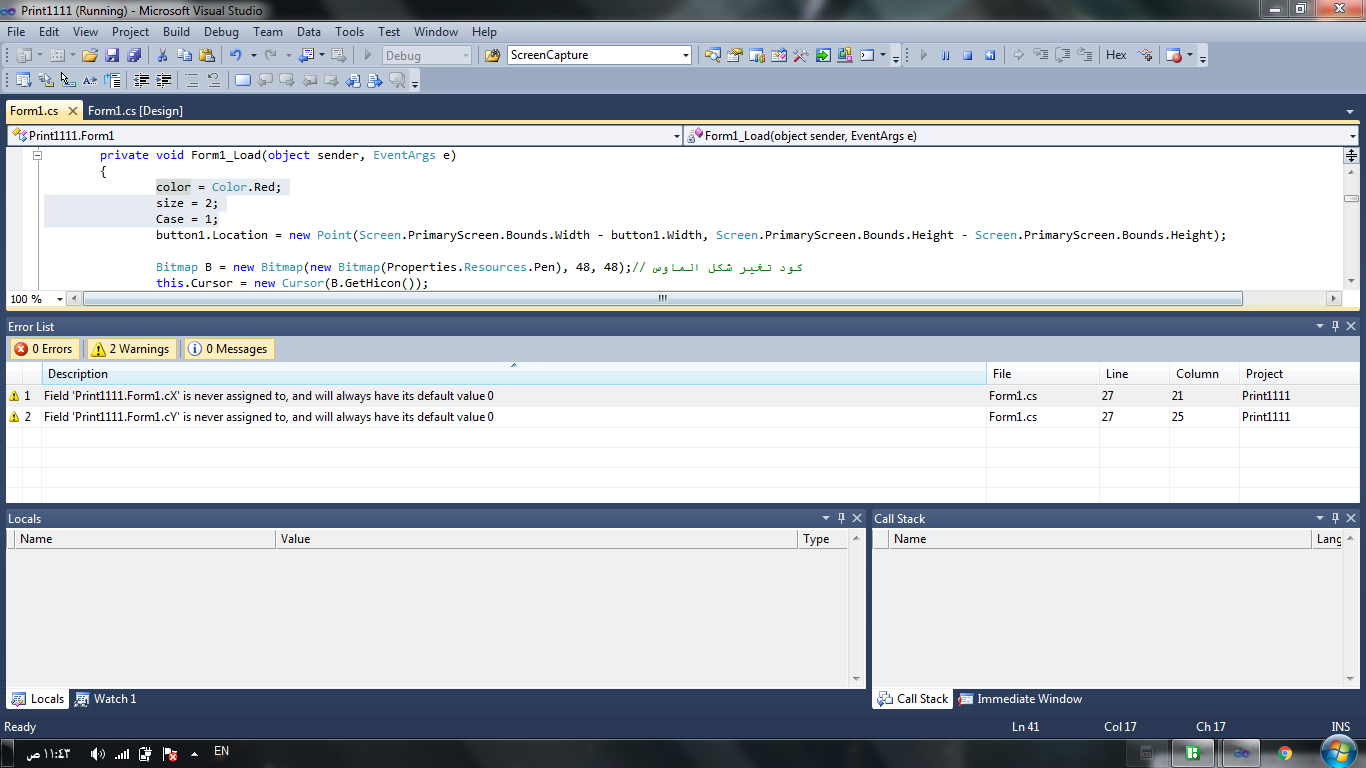 Print1111 (Running) - Microsoft Visual Studio
File Edit View Project Build Debug Team Data Tools Test Window Help
Debug ScreenCapture Hex
Form1.cs Form1.cs [Design]
Print1111.Form1 Form1_Load(object sender, EventArgs e)
private void Form1_Load(object sender, EventArgs e)
{
color = Color.Red;
size = 2;
Case = 1;
button1.Location = new Point(Screen.PrimaryScreen.Bounds.Width - button1.Width, Screen.PrimaryScreen.Bounds.Height - Screen.PrimaryScreen.Bounds.Height);
Bitmap B = new Bitmap(new Bitmap(Properties.Resources.Pen), 48, 48);// كود تغير شكل الماوس
this.Cursor = new Cursor(B.GetHicon());
100 %
Error List
0 Errors 2 Warnings 0 Messages
Description File Line Column Project
1 Field 'Print1111.Form1.cX' is never assigned to, and will always have its default value 0 Form1.cs 27 21 Print1111
2 Field 'Print1111.Form1.cY' is never assigned to, and will always have its default value 0 Form1.cs 27 25 Print1111
Locals Call Stack
Name Value Type Name Lang
Locals Watch 1 Call Stack Immediate Window
Ready Ln 41 Col 17 Ch 17 INS
١١:٤٣ ص EN